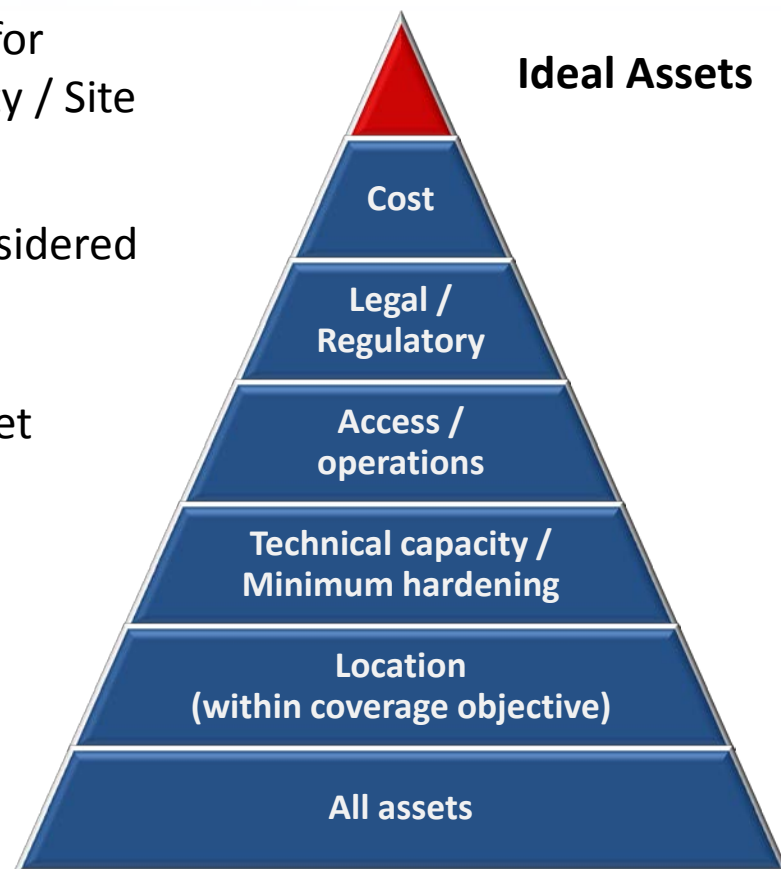 for
y / Site
Ideal Assets
Cost
sidered
Legal /
Regulatory
et
Access /
operations
Technical capacity /
Minimum hardening
Location
(within coverage objective)
All assets